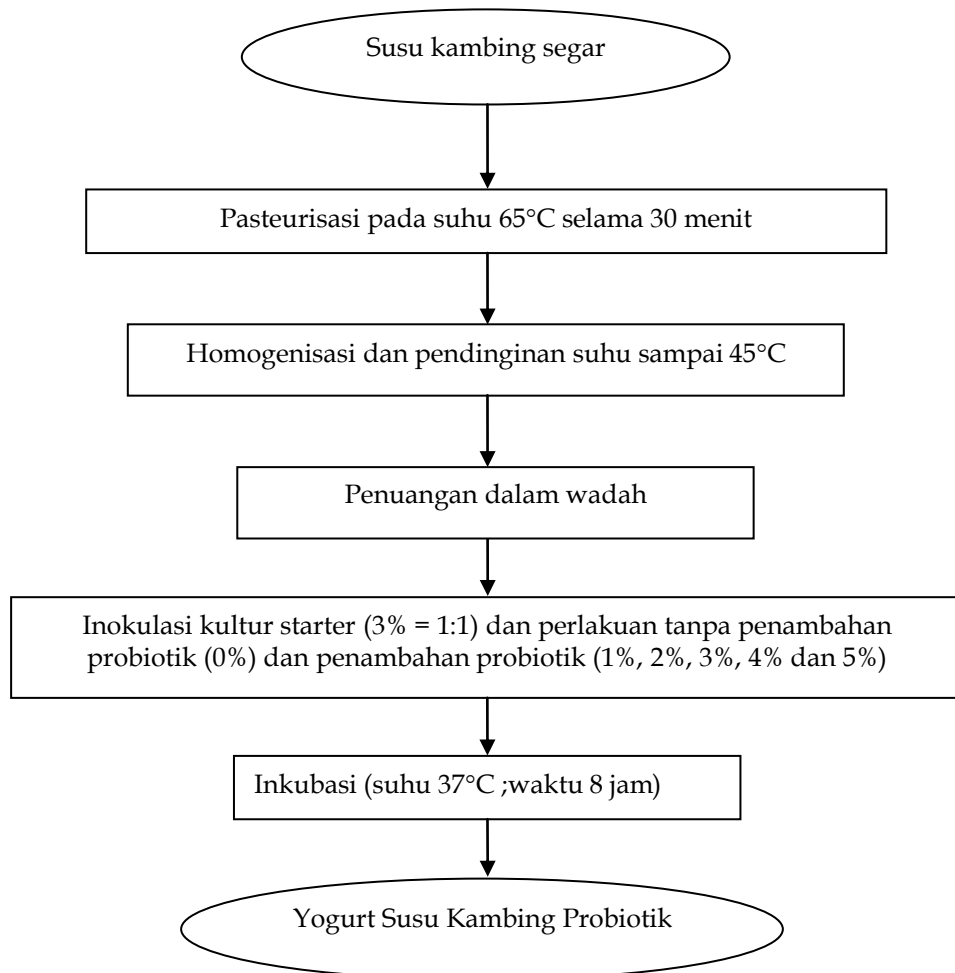 Susu kambing segar
Pasteurisasi pada suhu 65°C selama 30 menit
Homogenisasi dan pendinginan suhu sampai 45°C
Penuangan dalam wadah
Inokulasi kultur starter (3% = 1:1) dan perlakuan tanpa penambahan
probiotik (0%) dan penambahan probiotik (1%, 2%, 3%, 4% dan 5%)
Inkubasi (suhu 37°C ;waktu 8 jam)
Yogurt Susu Kambing Probiotik